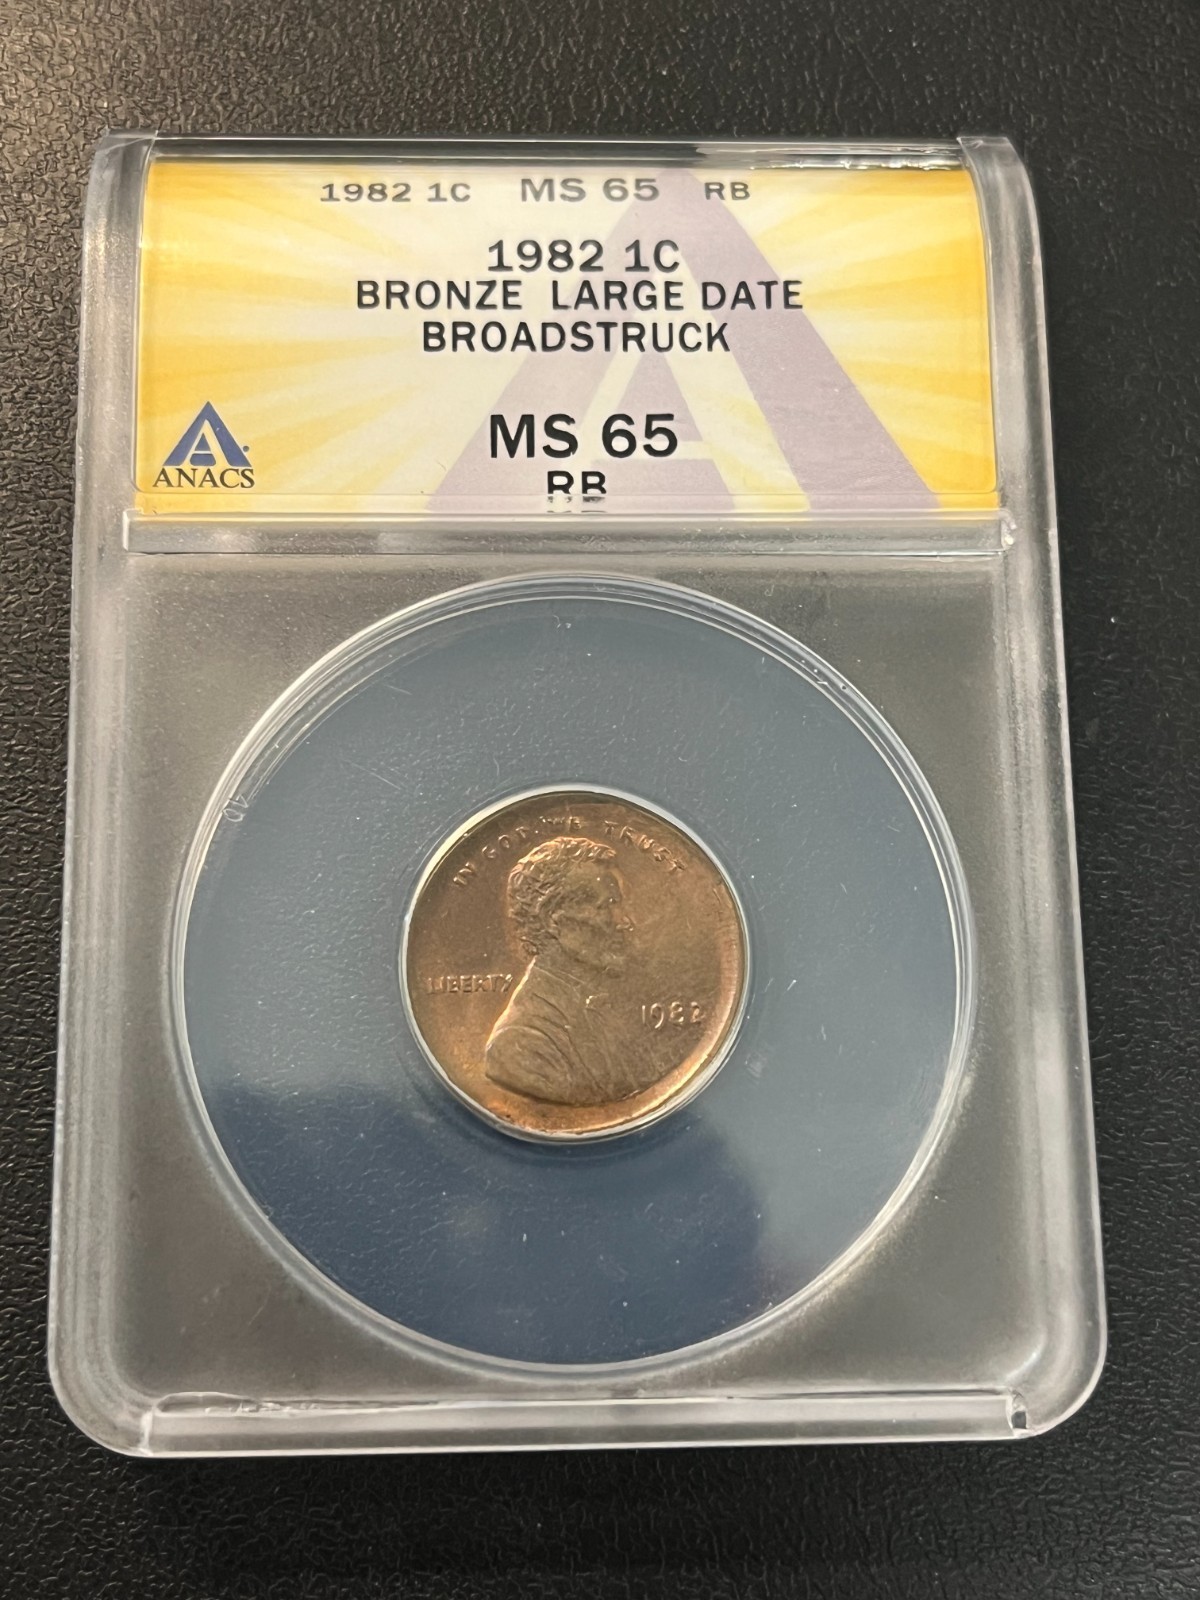 1982 1C MS 65 RB
1982 1C
BRONZE LARGE DATE
BROADSTRUCK
MS 65
RB
ANACS
40
IN GOD WE TRUST
LIBERTY
1982